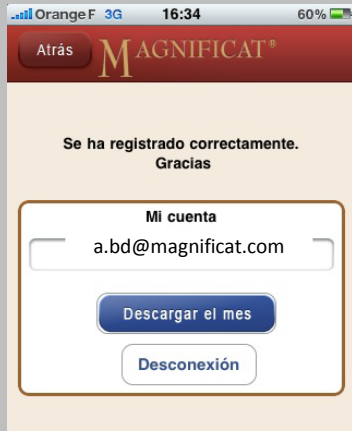 Orange F 3G 16:34 60%
Atrás MAGNIFICAT®
Se ha registrado correctamente.
Gracias
Mi cuenta
a.bd@magnificat.com
Descargar el mes
Desconexión